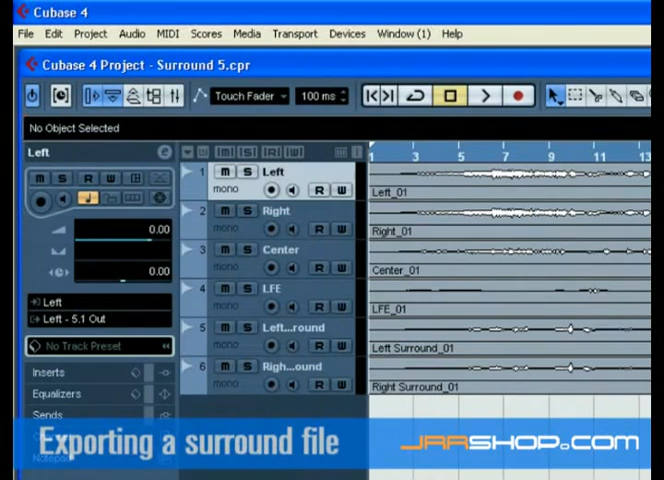 Cubase 4
File Edit Project Audio MIDI Scores Media Transport Devices Window (1) Help
Cubase 4 Project - Surround 5.cpr
Touch Fader 100 ms
No Object Selected
Left
1 3 5 7 9 11 13
m S R W
1 m S Left
mono R W
Left_01
0.00
2 m S Right
mono R W
Right_01
3 m S Center
mono R W
Center_01
0.00
4 m S LFE
mono R W
LFE_01
Left
Left - 5.1 Out
5 m S Left...round
mono R W
Left Surround_01
No Track Preset
6 m S Righ...ound
mono R W
Right Surround_01
Inserts
Equalizers
Sends
Exporting a surround file
JRRSHOP.COM